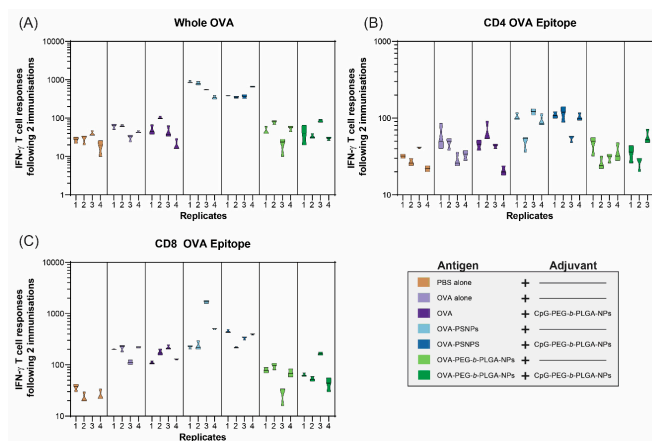 (A)
Whole OVA
IFN-γ T cell responses
following 2 immunisations
10000
1000
100
10
1
1 2 3 4 1 2 3 4 1 2 3 4 1 2 3 4 1 2 3 4 1 2 3 4 1 2 3 4
Replicates
(B)
CD4 OVA Epitope
IFN-γ T cell responses
following 2 immunisations
1000
100
10
1 2 3 4 1 2 3 4 1 2 3 4 1 2 3 4 1 2 3 4 1 2 3 4 1 2 3
Replicates
(C)
CD8 OVA Epitope
IFN-γ T cell responses
following 2 immunisations
10000
1000
100
10
1 2 3 4 1 2 3 4 1 2 3 4 1 2 3 4 1 2 3 4 1 2 3 4 1 2 3 4
Replicates
Antigen Adjuvant
PBS alone +
OVA alone +
OVA + CpG-PEG-b-PLGA-NPs
OVA-PSNPs +
OVA-PSNPS + CpG-PEG-b-PLGA-NPs
OVA-PEG-b-PLGA-NPs +
OVA-PEG-b-PLGA-NPs + CpG-PEG-b-PLGA-NPs